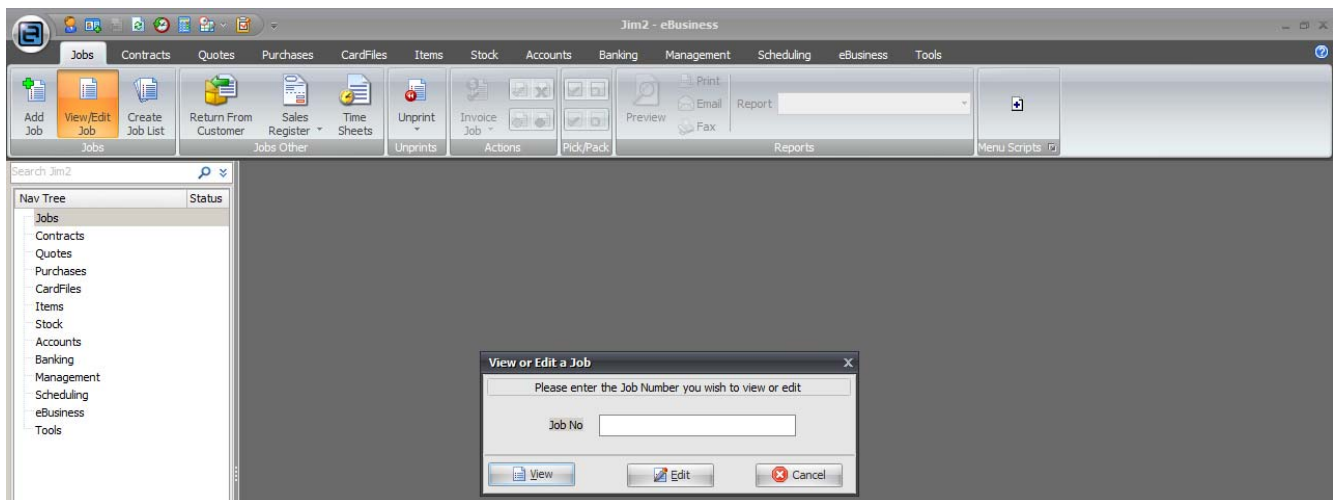 Jim2 - eBusiness
Jobs Contracts Quotes Purchases CardFiles Items Stock Accounts Banking Management Scheduling eBusiness Tools
Add Job
View/Edit Job
Create Job List
Return From Customer
Sales Register
Time Sheets
Unprint
Invoice Job
Preview
Print
Email
Fax
Report
Jobs
Jobs Other
Unprints
Actions
Pick/Pack
Reports
Menu Scripts
Search Jim2
Nav Tree Status
Jobs
Contracts
Quotes
Purchases
CardFiles
Items
Stock
Accounts
Banking
Management
Scheduling
eBusiness
Tools
View or Edit a Job
Please enter the Job Number you wish to view or edit
Job No
View Edit Cancel